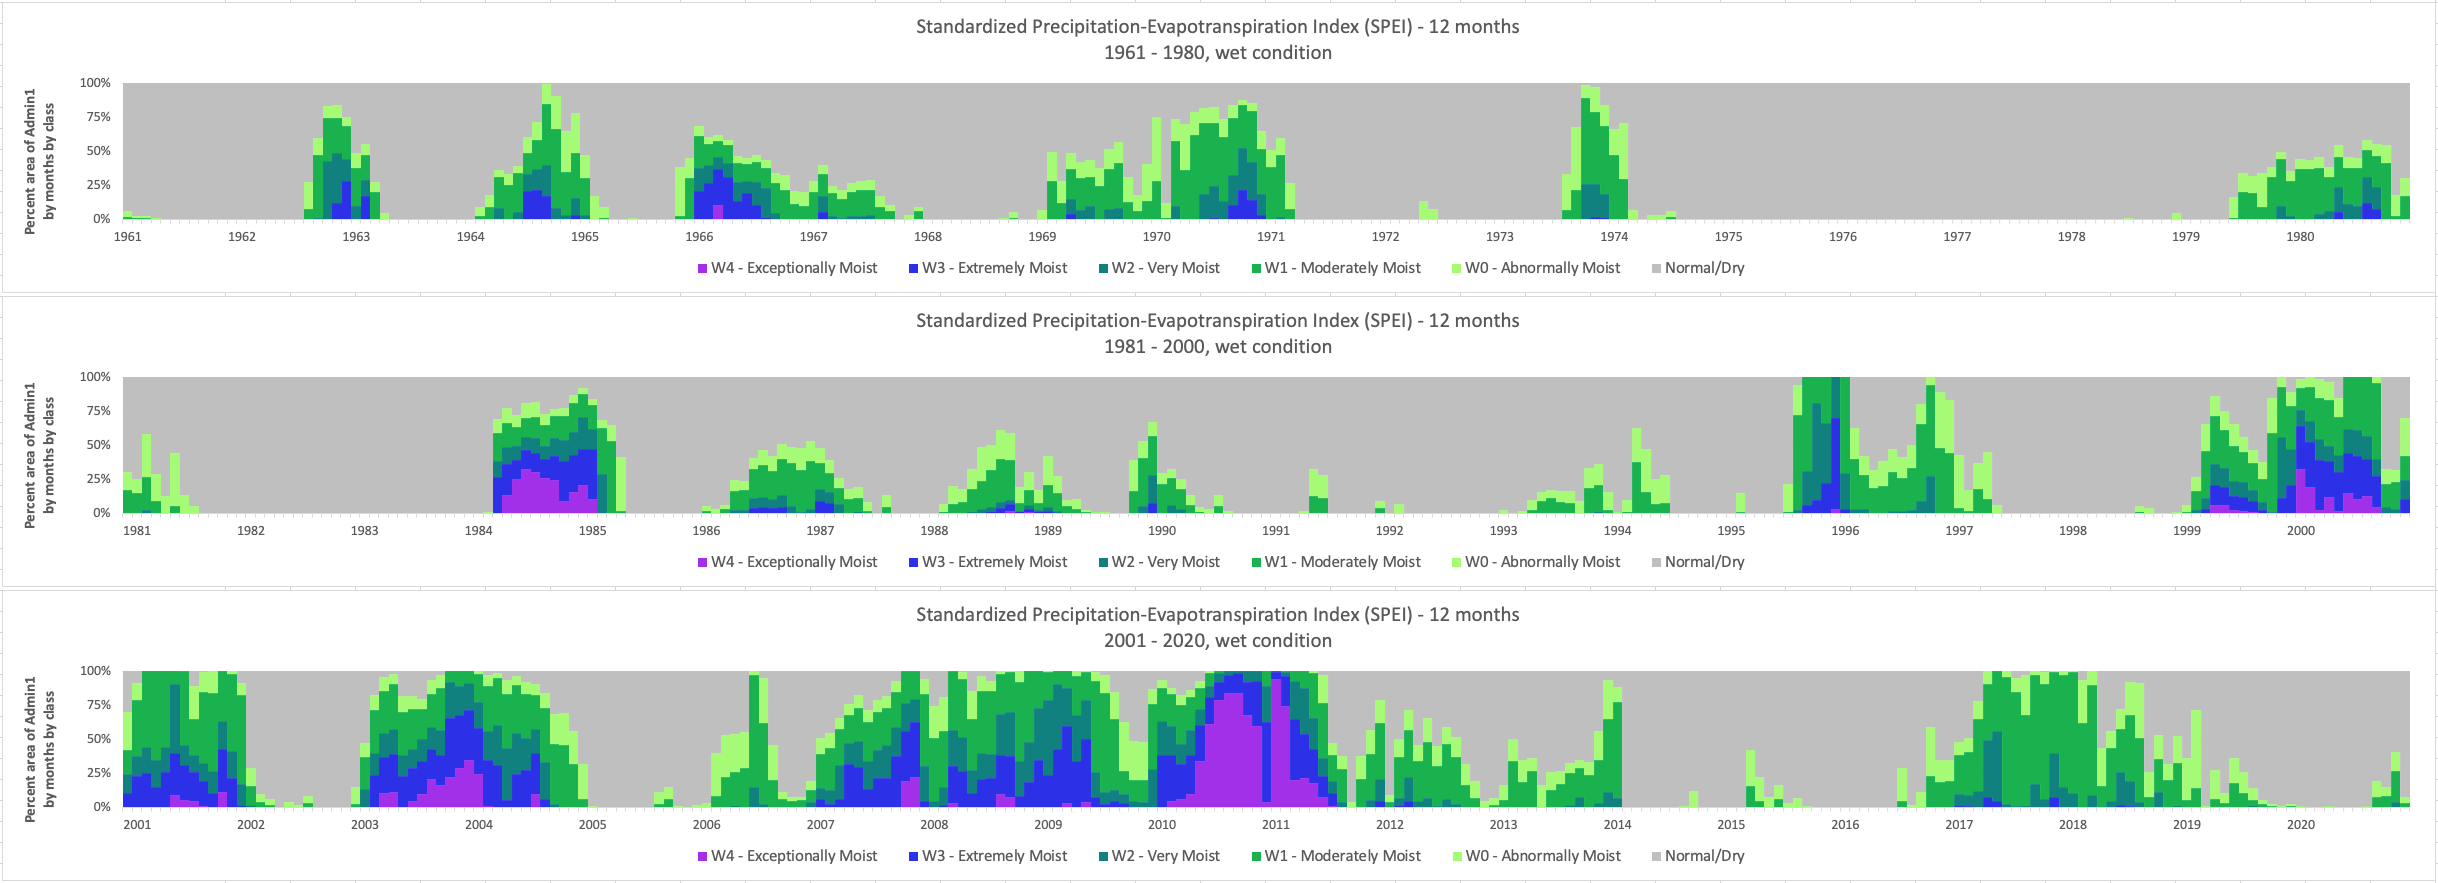 Standardized Precipitation-Evapotranspiration Index (SPEI) - 12 months
1961 - 1980, wet condition
Percent area of Admin1
by months by class
100%
75%
50%
25%
0%
1961 1962 1963 1964 1965 1966 1967 1968 1969 1970 1971 1972 1973 1974 1975 1976 1977 1978 1979 1980
W4 - Exceptionally Moist W3 - Extremely Moist W2 - Very Moist W1 - Moderately Moist W0 - Abnormally Moist Normal/Dry
Standardized Precipitation-Evapotranspiration Index (SPEI) - 12 months
1981 - 2000, wet condition
Percent area of Admin1
by months by class
100%
75%
50%
25%
0%
1981 1982 1983 1984 1985 1986 1987 1988 1989 1990 1991 1992 1993 1994 1995 1996 1997 1998 1999 2000
W4 - Exceptionally Moist W3 - Extremely Moist W2 - Very Moist W1 - Moderately Moist W0 - Abnormally Moist Normal/Dry
Standardized Precipitation-Evapotranspiration Index (SPEI) - 12 months
2001 - 2020, wet condition
Percent area of Admin1
by months by class
100%
75%
50%
25%
0%
2001 2002 2003 2004 2005 2006 2007 2008 2009 2010 2011 2012 2013 2014 2015 2016 2017 2018 2019 2020
W4 - Exceptionally Moist W3 - Extremely Moist W2 - Very Moist W1 - Moderately Moist W0 - Abnormally Moist Normal/Dry